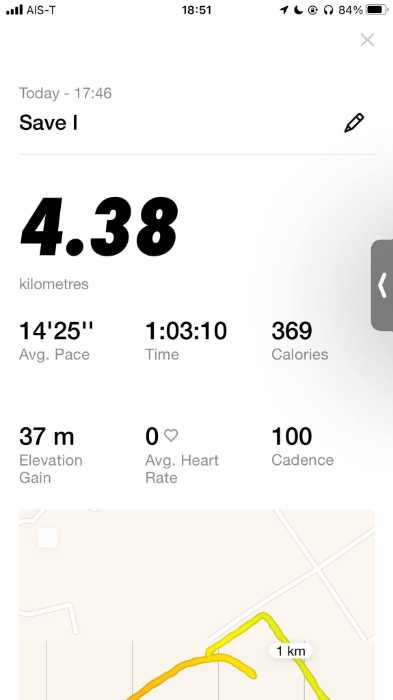 AIS-T 18:51 84%
Today - 17:46
Save I
4.38
kilometres
14'25'' 1:03:10 369
Avg. Pace Time Calories
37 m 0 100
Elevation Gain Avg. Heart Rate Cadence
1 km